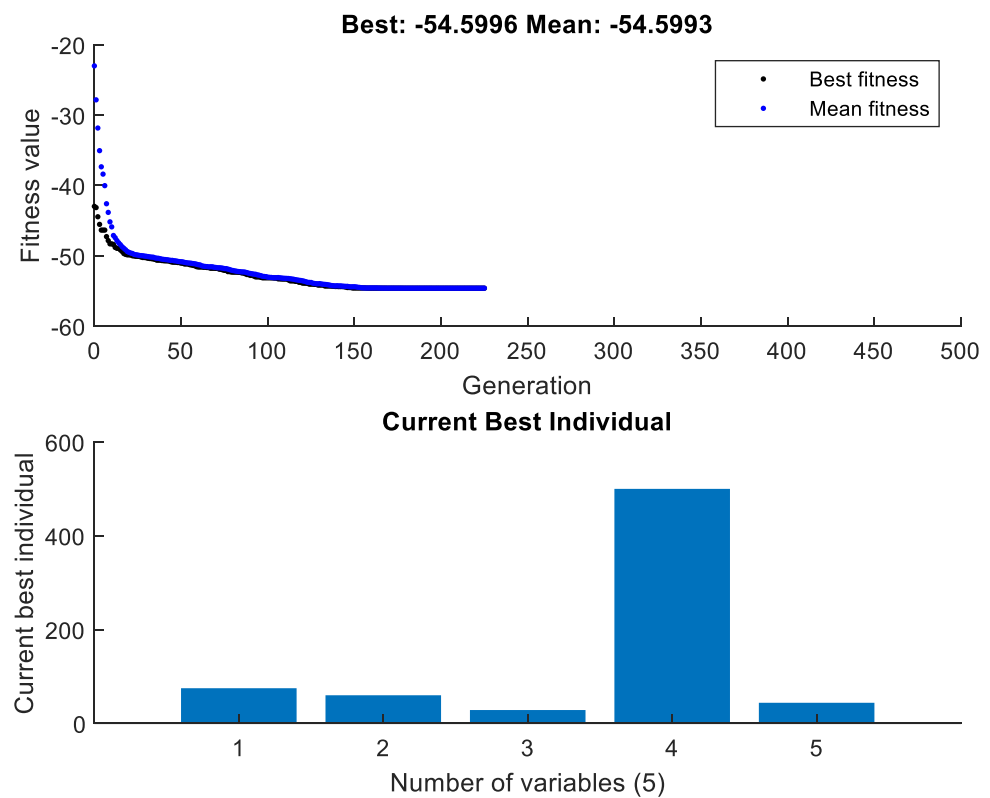 Best: -54.5996 Mean: -54.5993
-20
-30
-40
-50
-60
Fitness value
Best fitness
Mean fitness
0 50 100 150 200 250 300 350 400 450 500
Generation
Current Best Individual
600
400
200
0
Current best individual
1 2 3 4 5
Number of variables (5)